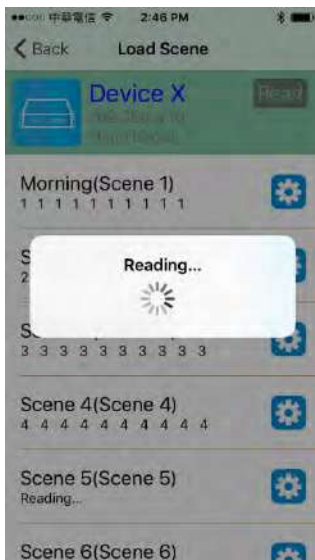 中華電信 2:46 PM
Back Load Scene
Device X
Read
Morning(Scene 1)
1 1 1 1 1 1 1 1 1 1
S
2
Reading...
S
3 3 3 3 3 3 3 3 3 3
Scene 4(Scene 4)
4 4 4 4 4 4 4 4 4 4
Scene 5(Scene 5)
Reading...
Scene 6(Scene 6)